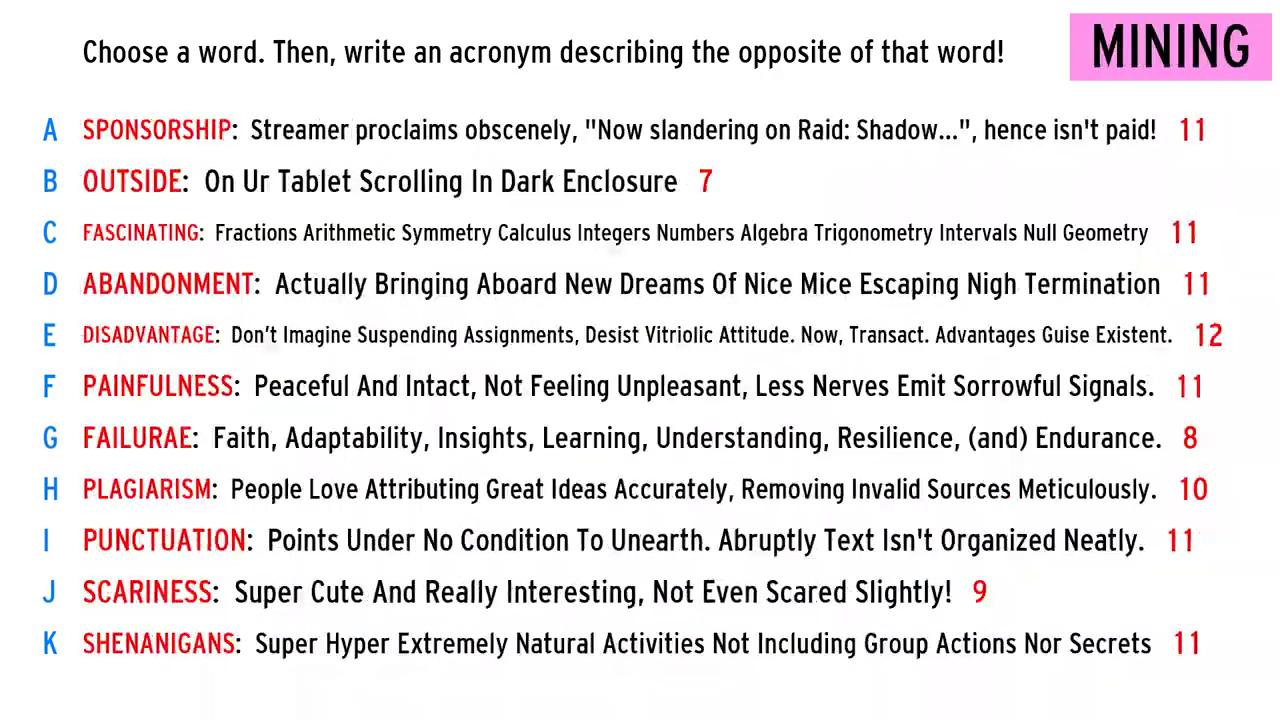 Choose a word. Then, write an acronym describing the opposite of that word!
MINING
A SPONSORSHIP: Streamer proclaims obscenely, "Now slandering on Raid: Shadow...", hence isn't paid! 11
B OUTSIDE: On Ur Tablet Scrolling In Dark Enclosure 7
C FASCINATING: Fractions Arithmetic Symmetry Calculus Integers Numbers Algebra Trigonometry Intervals Null Geometry 11
D ABANDONMENT: Actually Bringing Aboard New Dreams Of Nice Mice Escaping Nigh Termination 11
E DISADVANTAGE: Don’t Imagine Suspending Assignments, Desist Vitriolic Attitude. Now, Transact. Advantages Guise Existent. 12
F PAINFULNESS: Peaceful And Intact, Not Feeling Unpleasant, Less Nerves Emit Sorrowful Signals. 11
G FAILURAE: Faith, Adaptability, Insights, Learning, Understanding, Resilience, (and) Endurance. 8
H PLAGIARISM: People Love Attributing Great Ideas Accurately, Removing Invalid Sources Meticulously. 10
I PUNCTUATION: Points Under No Condition To Unearth. Abruptly Text Isn't Organized Neatly. 11
J SCARINESS: Super Cute And Really Interesting, Not Even Scared Slightly! 9
K SHENANIGANS: Super Hyper Extremely Natural Activities Not Including Group Actions Nor Secrets 11